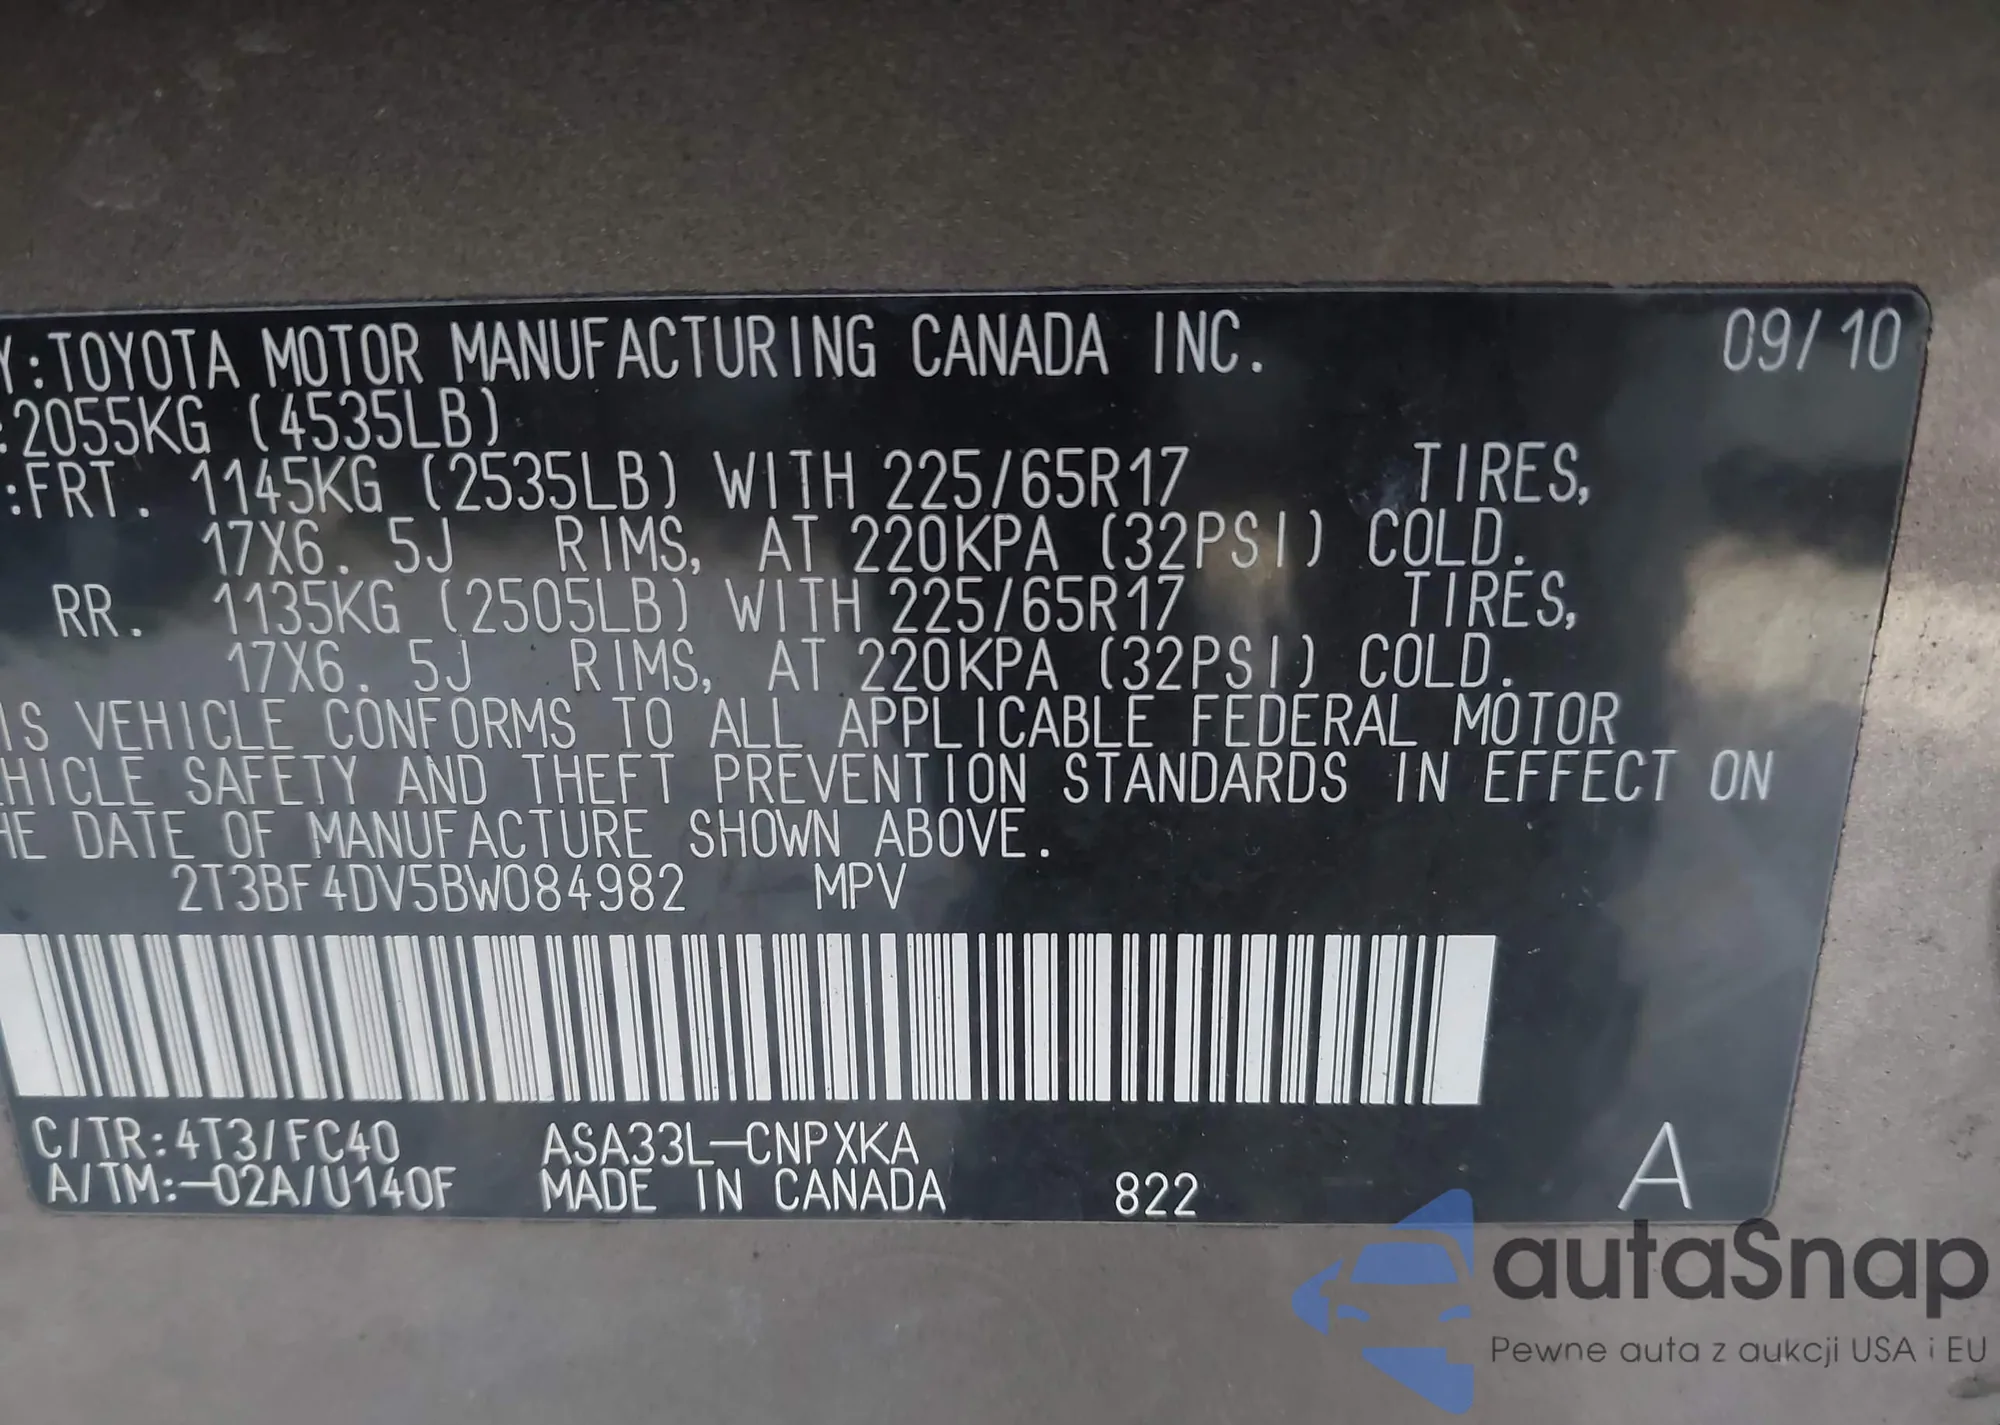 Y:TOYOTA MOTOR MANUFACTURING CANADA INC. 09/10
:2055KG (4535LB)
:FRT. 1145KG (2535LB) WITH 225/65R17 TIRES,
17X6.5J RIMS, AT 220KPA (32PSI) COLD.
RR. 1135KG (2505LB) WITH 225/65R17 TIRES,
17X6.5J RIMS, AT 220KPA (32PSI) COLD.
IS VEHICLE CONFORMS TO ALL APPLICABLE FEDERAL MOTOR
HICLE SAFETY AND THEFT PREVENTION STANDARDS IN EFFECT ON
HE DATE OF MANUFACTURE SHOWN ABOVE.
2T3BF4DV5BW084982 MPV
C/TR:4T3/FC40 ASA33L-CNPXKA A
A/TM:-02A/U140F MADE IN CANADA 822
autaSnap
Pewne auta z aukcji USA i EU